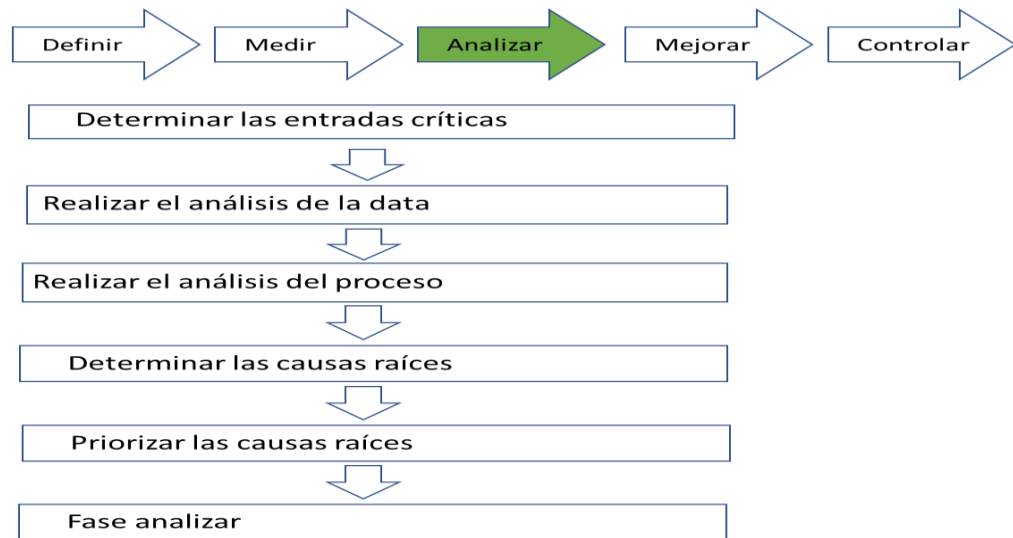 Definir
Medir
Analizar
Mejorar
Controlar
Determinar las entradas críticas
Realizar el análisis de la data
Realizar el análisis del proceso
Determinar las causas raíces
Priorizar las causas raíces
Fase analizar